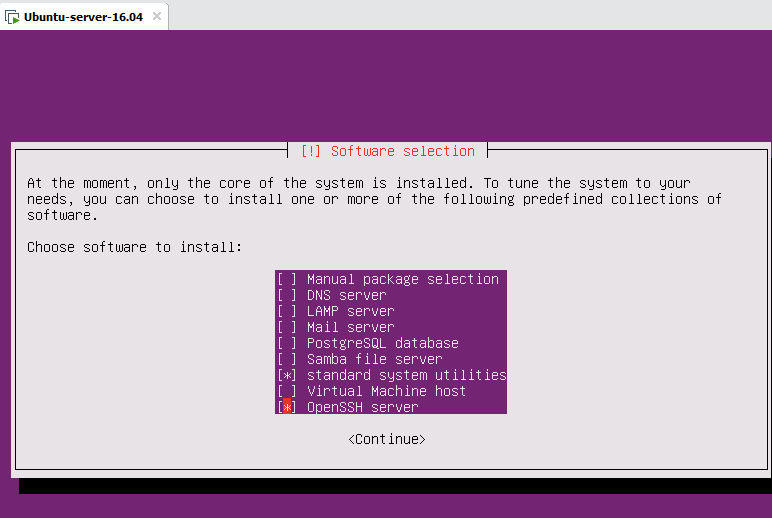 Ubuntu-server-16.04
[!] Software selection
At the moment, only the core of the system is installed. To tune the system to your
needs, you can choose to install one or more of the following predefined collections of
software.
Choose software to install:
[ ] Manual package selection
[ ] DNS server
[ ] LAMP server
[ ] Mail server
[ ] PostgreSQL database
[ ] Samba file server
[*] standard system utilities
[ ] Virtual Machine host
[*] OpenSSH server
<Continue>